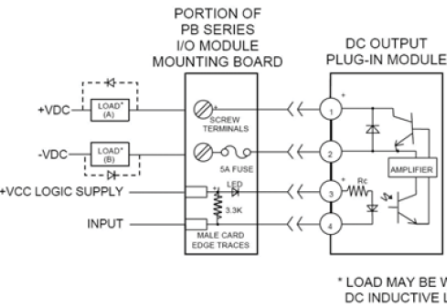 PORTION OF
PB SERIES
I/O MODULE
MOUNTING BOARD
DC OUTPUT
PLUG-IN MODULE
+VDC
LOAD*
(A)
+
SCREW
TERMINALS
*
1
-VDC
LOAD*
(B)
5A FUSE
2
AMPLIFIER
+VCC LOGIC SUPPLY
LED
3.3K
*
3
Rc
INPUT
4
MALE CARD
EDGE TRACES
* LOAD MAY BE
DC INDUCTIVE